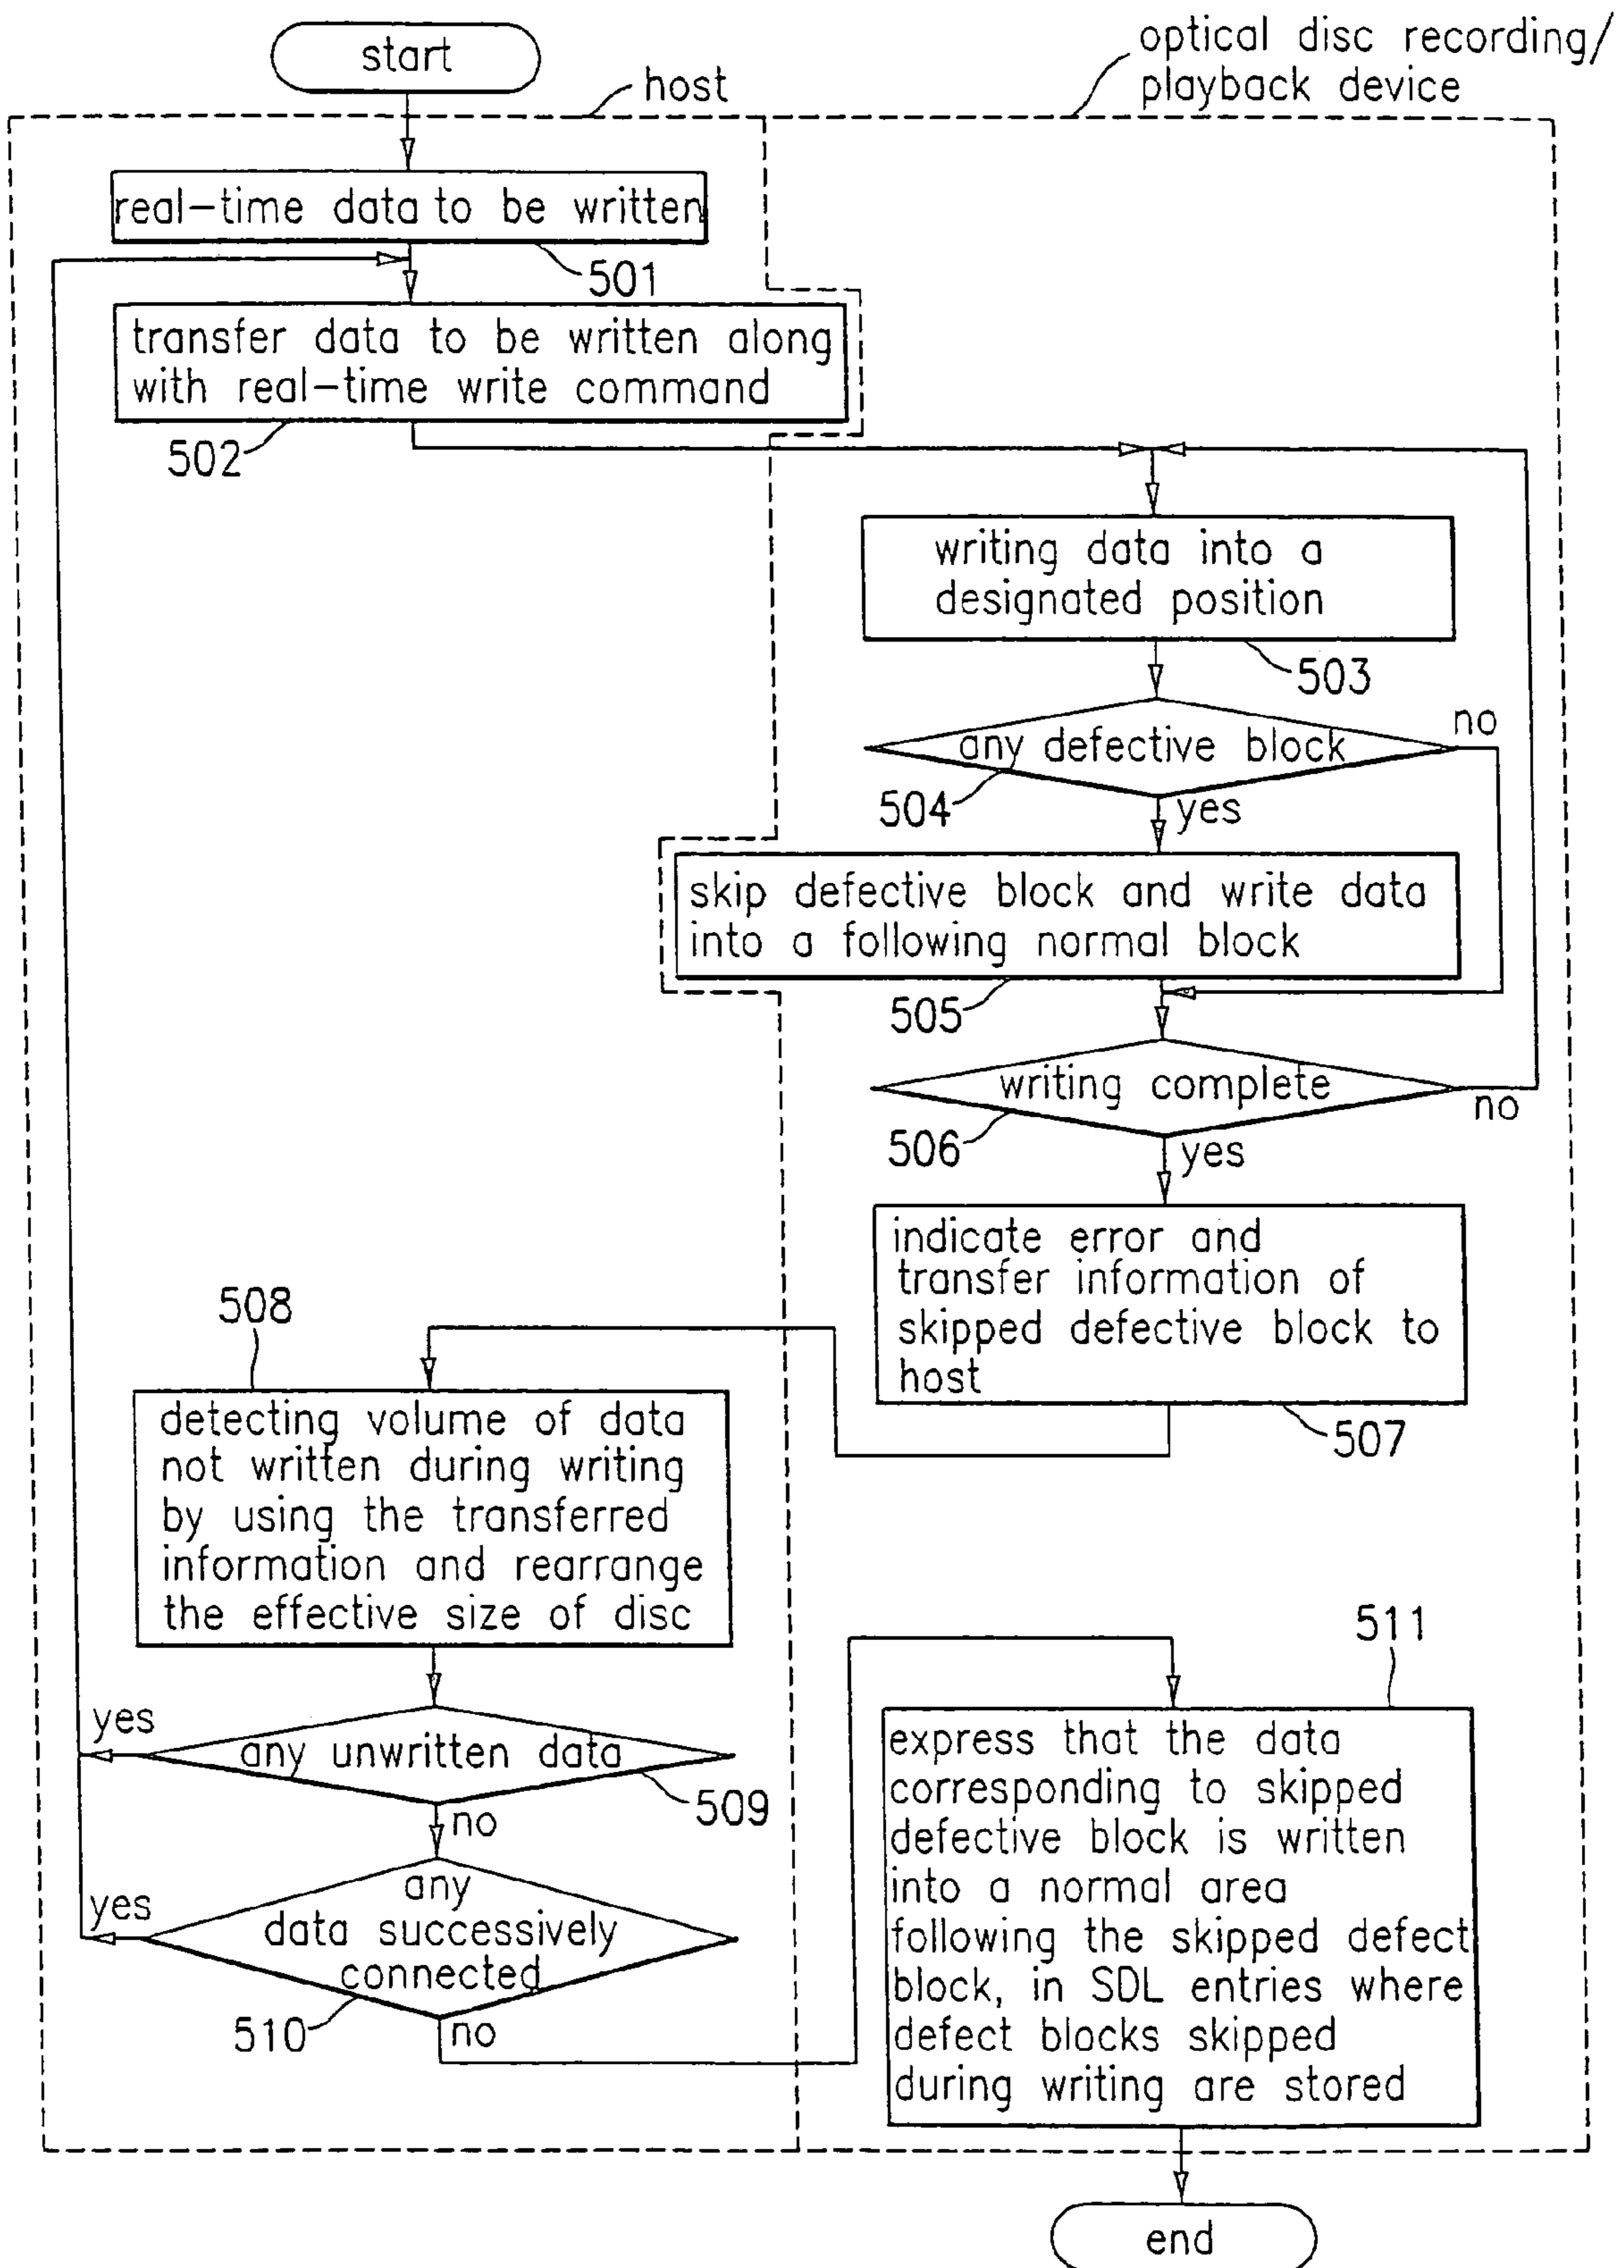 start
host
optical disc recording/
playback device
real-time data to be written
501
transfer data to be written along
with real-time write command
502
writing data into a
designated position
503
any defective block
no
504
yes
skip defective block and write data
into a following normal block
505
writing complete
no
506
yes
indicate error and
transfer information of
skipped defective block to
host
507
508
detecting volume of data
not written during writing
by using the transferred
information and rearrange
the effective size of disc
yes
any unwritten data
509
no
yes
any
data successively
connected
510
no
511
express that the data
corresponding to skipped
defective block is written
into a normal area
following the skipped defect
block, in SDL entries where
defect blocks skipped
during writing are stored
end